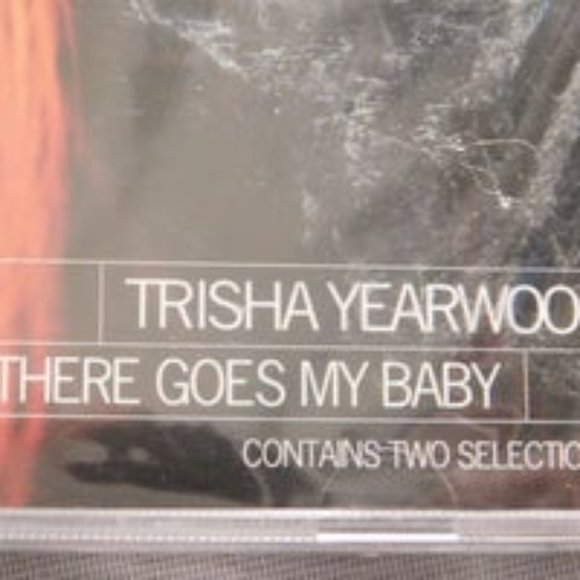 TRISHA YEARWOO
THERE GOES MY BABY
CONTAINS TWO SELECTIO